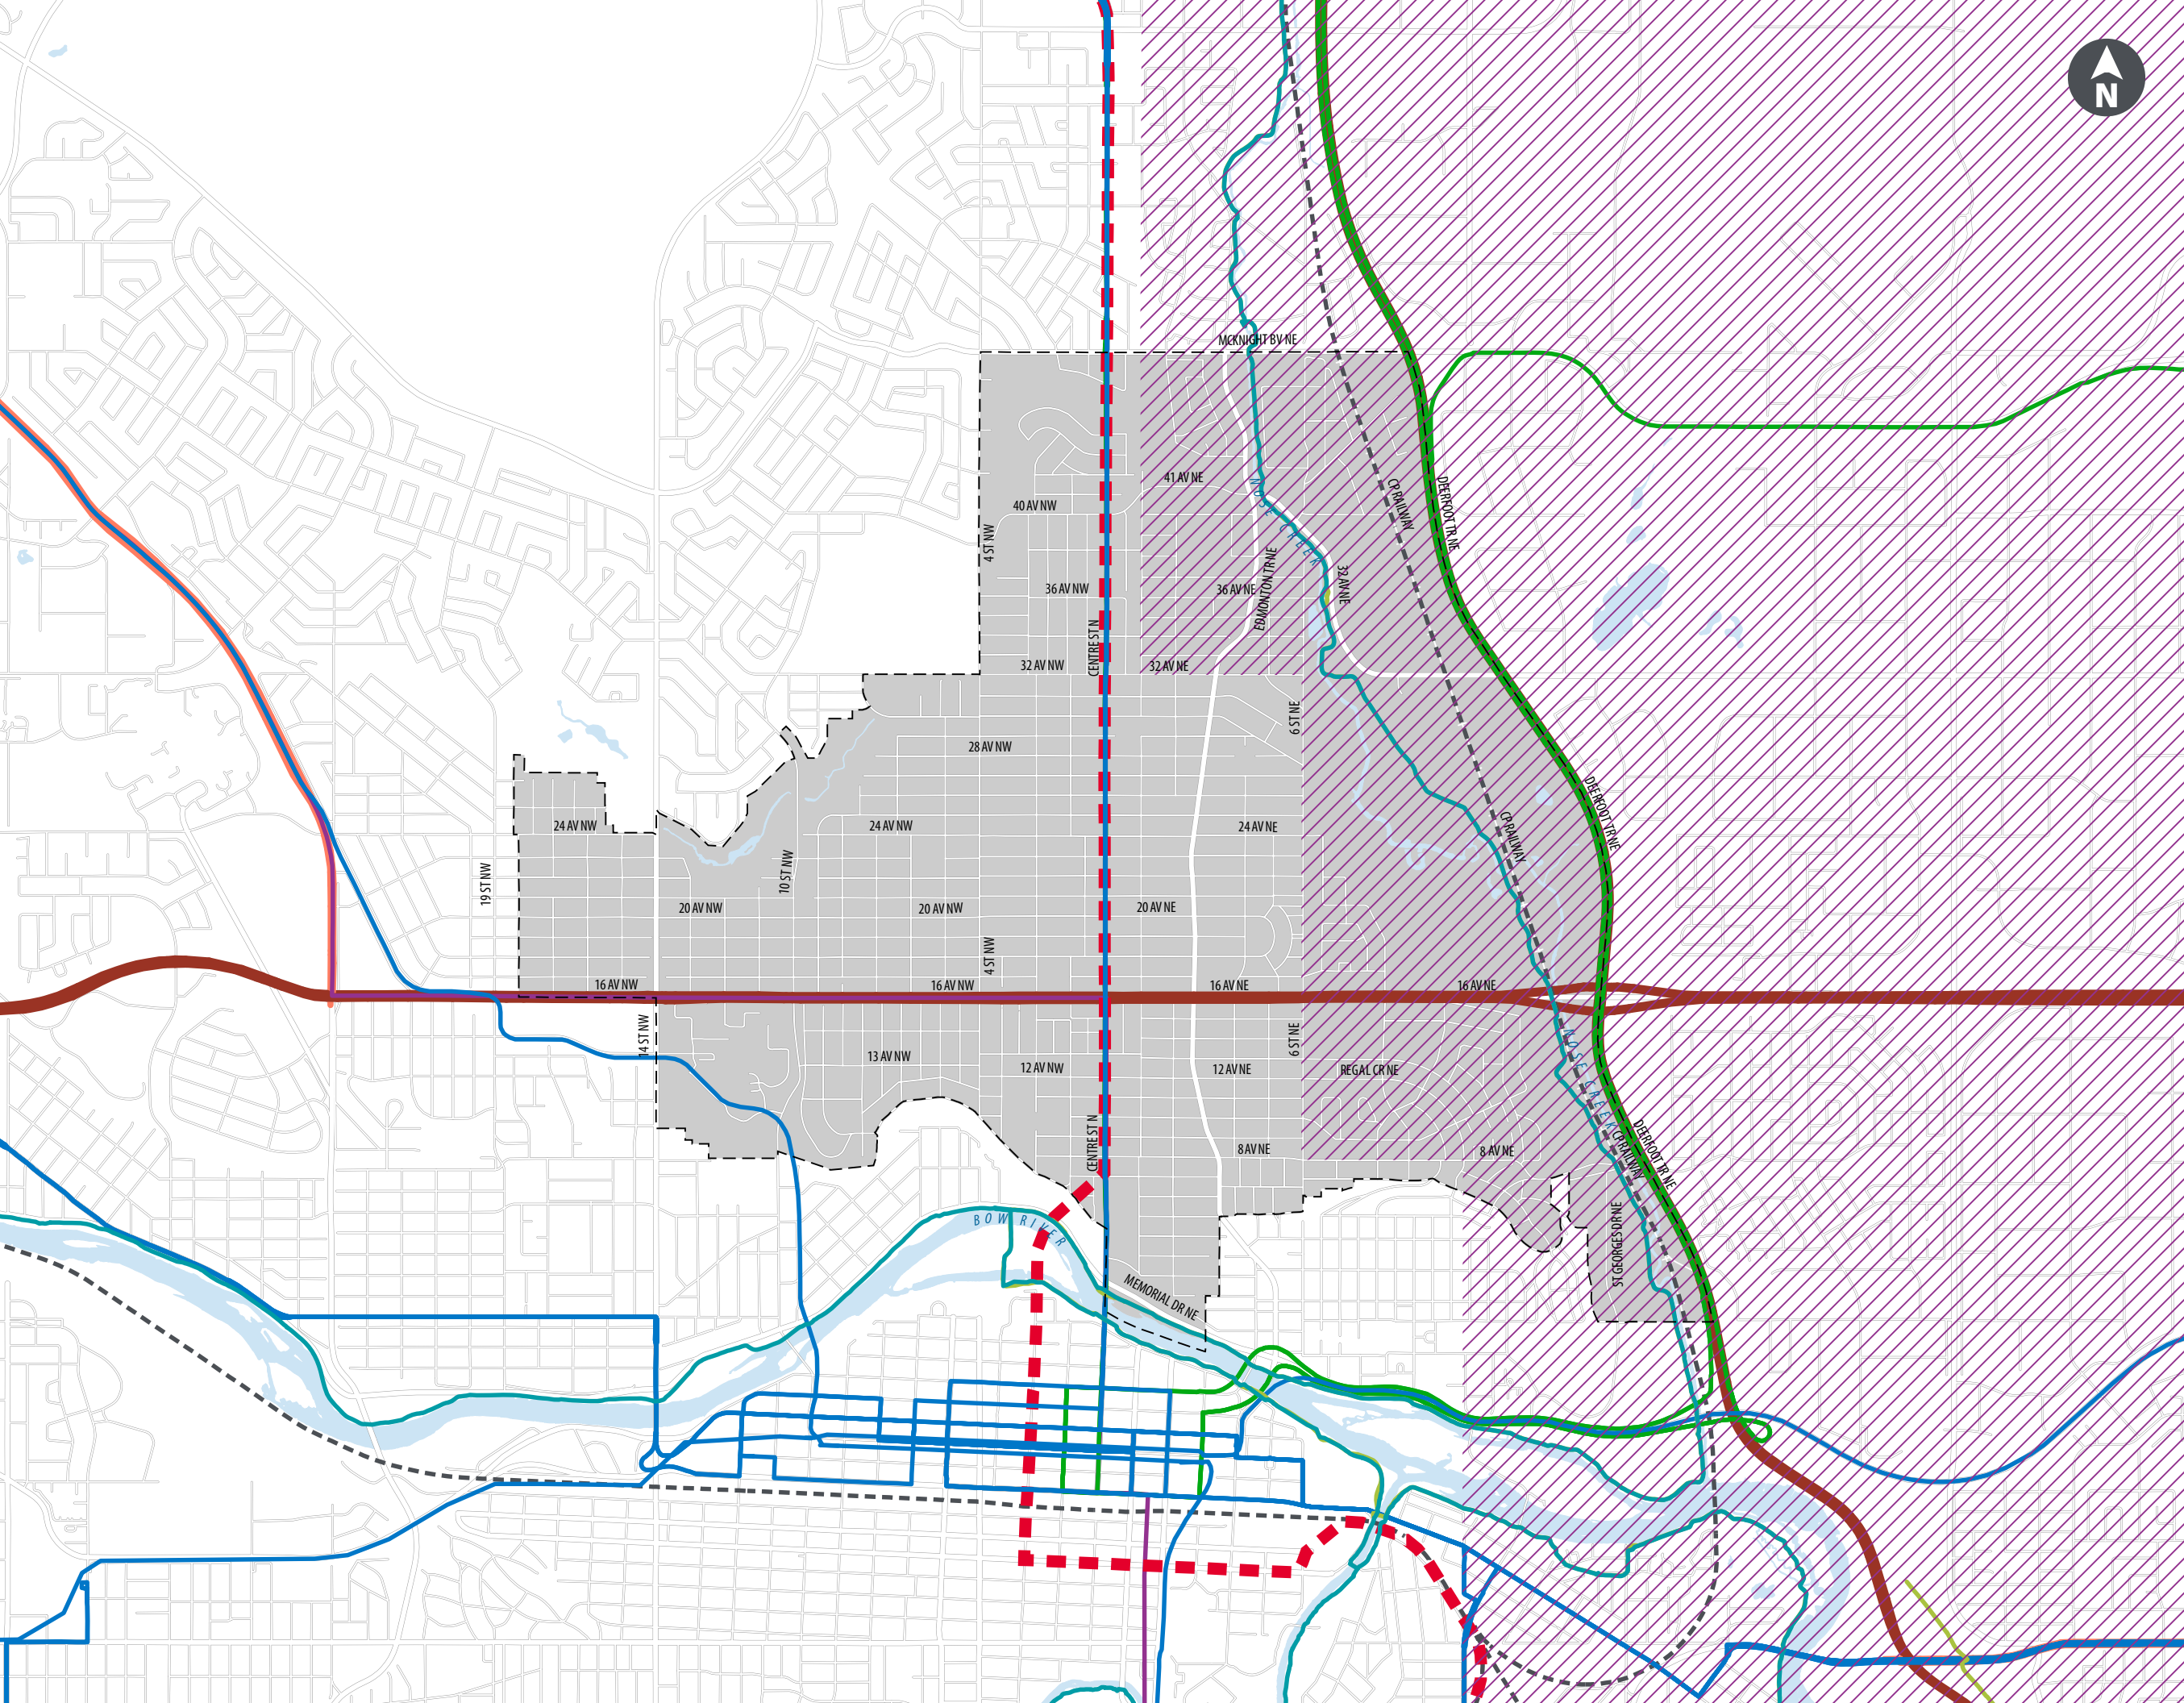 N
MCKNIGHT BV NE
41 AV NE
40 AV NW
4 ST NW
NOSE CREEK
CP RAILWAY
DEERFOOT TR NE
36 AV NW
36 AV NE
EDMONTON TR NE
32 AV NE
CENTRE ST N
32 AV NW
32 AV NE
6 ST NE
28 AV NW
24 AV NW
24 AV NW
24 AV NE
CP RAILWAY
DEERFOOT TR NE
19 ST NW
10 ST NW
20 AV NW
20 AV NW
20 AV NE
4 ST NW
16 AV NW
16 AV NW
16 AV NE
16 AV NE
14 ST NW
13 AV NW
12 AV NW
12 AV NE
6 ST NE
REGAL CR NE
NOSE CREEK
CENTRE ST N
8 AV NE
8 AV NE
CP RAILWAY
DEERFOOT TR NE
BOW RIVER
ST GEORGES DR NE
MEMORIAL DR NE